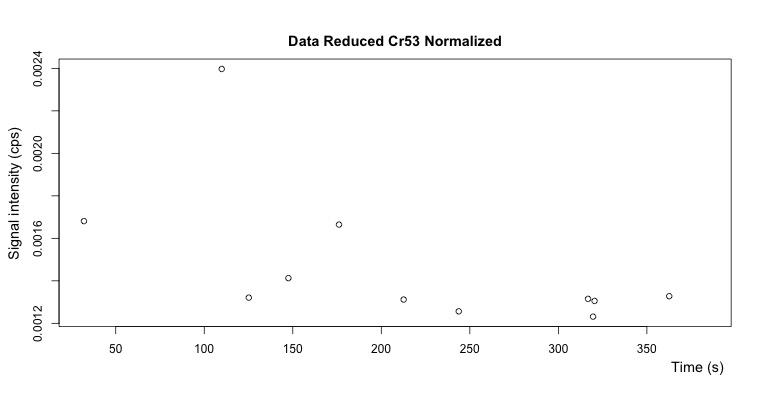 Data Reduced Cr53 Normalized
Signal intensity (cps)
0.0024
0.0020
0.0016
0.0012
50 100 150 200 250 300 350
Time (s)